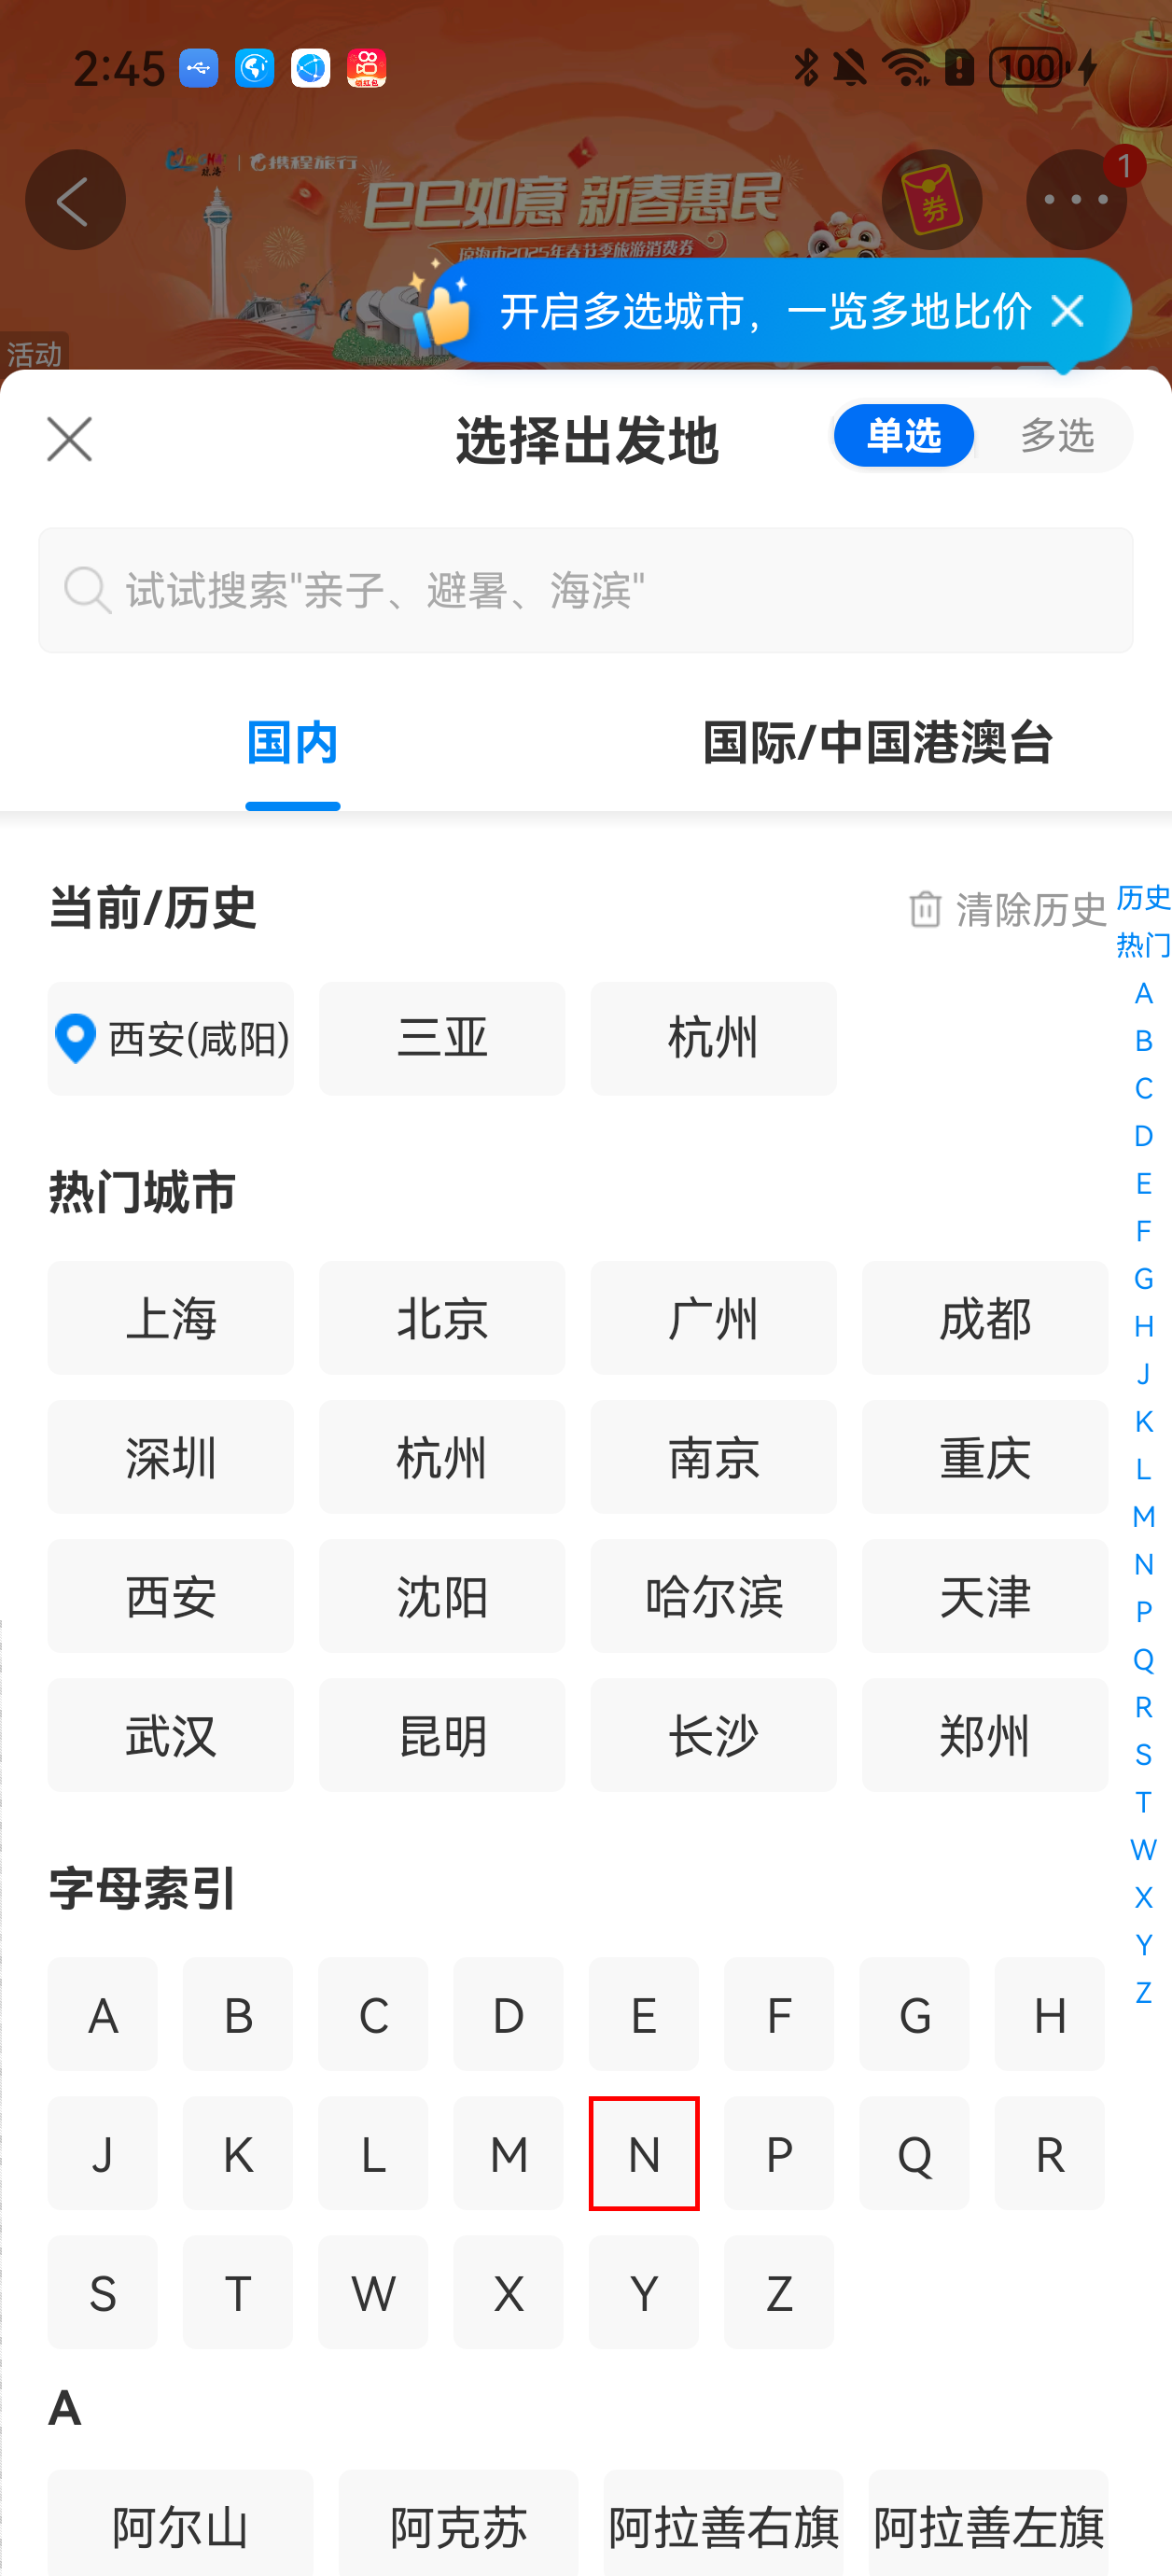 2:45
100
携程旅行
巳巳如意 新春惠民
琼海市2025年春节季旅游消费券
券
1
开启多选城市，一览多地比价
活动
选择出发地
单选 多选
试试搜索"亲子、避暑、海滨"
国内 国际/中国港澳台
当前/历史 清除历史
西安(咸阳) 三亚 杭州
热门城市
上海 北京 广州 成都
深圳 杭州 南京 重庆
西安 沈阳 哈尔滨 天津
武汉 昆明 长沙 郑州
字母索引
A B C D E F G H
J K L M N P Q R
S T W X Y Z
A
阿尔山 阿克苏 阿拉善右旗 阿拉善左旗
历史
热门
A
B
C
D
E
F
G
H
J
K
L
M
N
P
Q
R
S
T
W
X
Y
Z